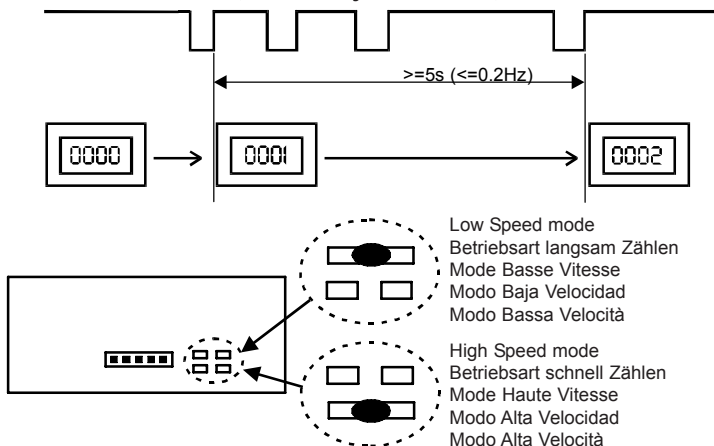 >=5s (<=0.2Hz)
0000
0001
0002
Low Speed mode
Betriebsart langsam Zählen
Mode Basse Vitesse
Modo Baja Velocidad
Modo Bassa Velocità
High Speed mode
Betriebsart schnell Zählen
Mode Haute Vitesse
Modo Alta Velocidad
Modo Alta Velocità